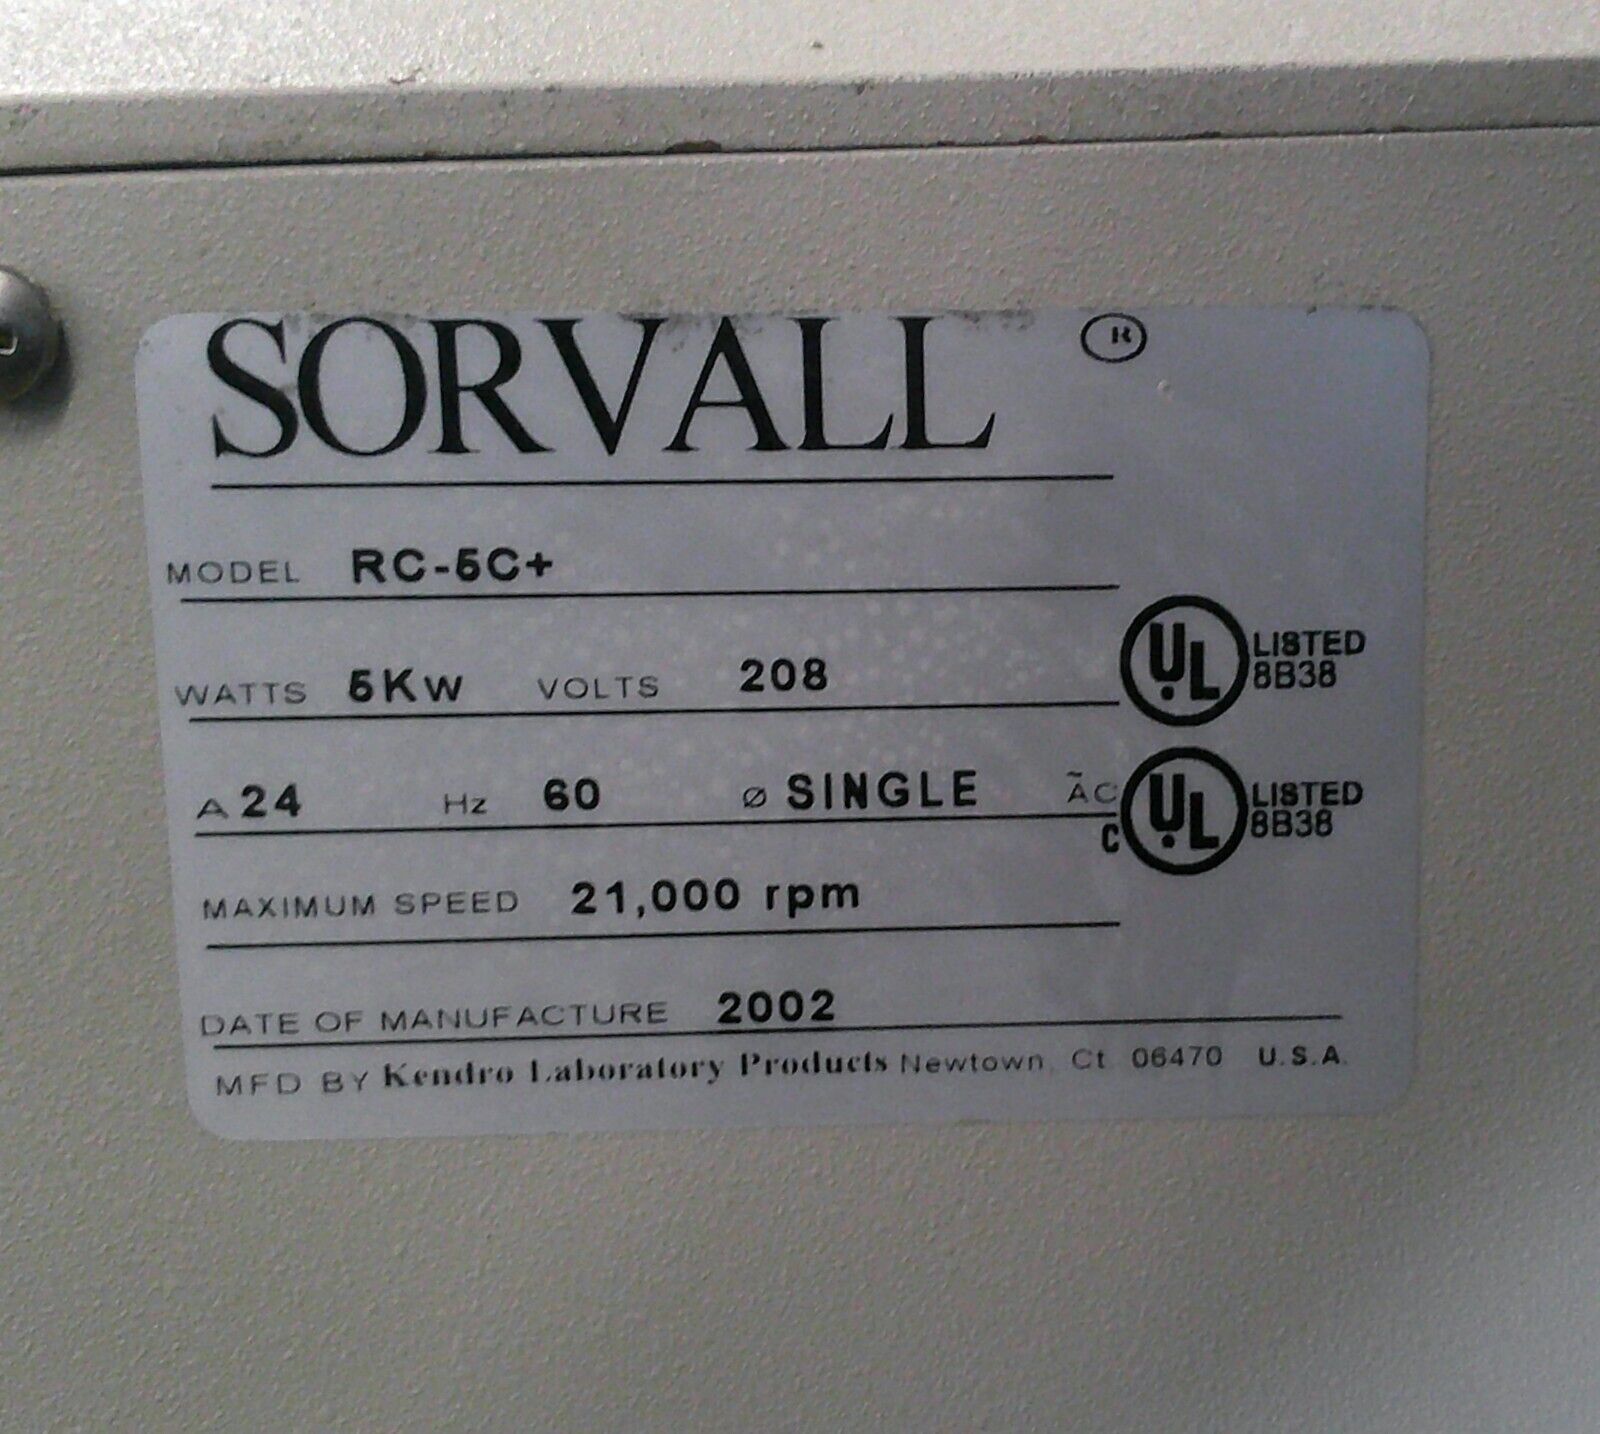 SORVALL ®
MODEL RC-5C+
WATTS 5Kw VOLTS 208
A 24 Hz 60 ø SINGLE ~AC
MAXIMUM SPEED 21,000 rpm
DATE OF MANUFACTURE 2002
MFD BY Kendro Laboratory Products Newtown, Ct 06470 U.S.A.
UL LISTED
8B38
C UL LISTED
8B38